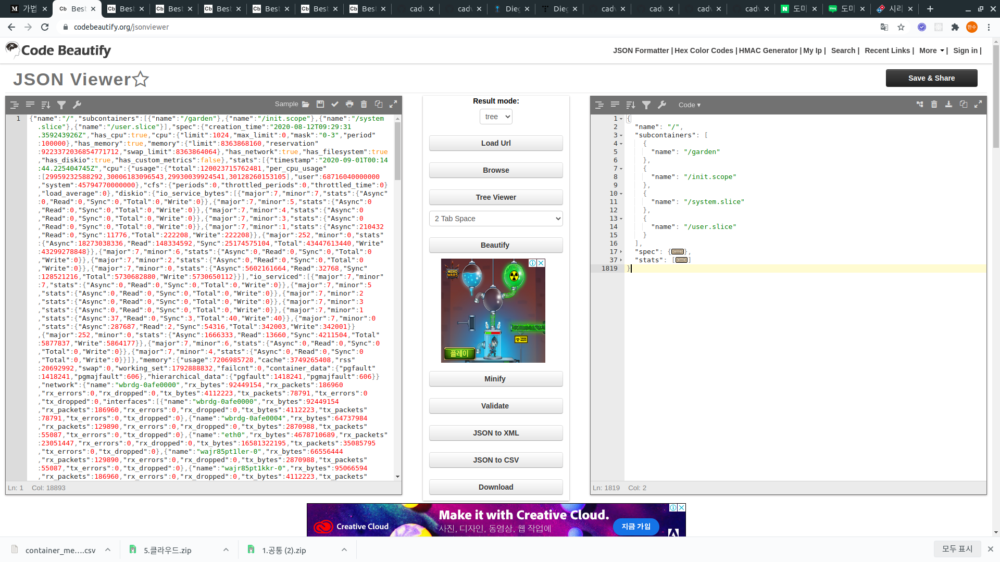 가법
Best
Best
Best
Best
Best
Best
Best
cadv
cadv
Dieg
Dieg
cadv
cadv
cadv
cadv
도미
도미
시리
codebeautify.org/jsonviewer
한수
Code Beautify
JSON Formatter | Hex Color Codes | HMAC Generator | My Ip | Search | Recent Links | More | Sign in |
JSON Viewer
Save & Share
Sample
1
{"name":"/","subcontainers":[{"name":"/garden"},{"name":"/init.scope"},{"name":"/system
.slice"},{"name":"/user.slice"}],"spec":{"creation_time":"2020-08-12T09:29:31
.359243926Z","has_cpu":true,"cpu":{"limit":1024,"max_limit":0,"mask":"0-3","period"
:100000},"has_memory":true,"memory":{"limit":8363868160,"reservation"
:9223372036854771712,"swap_limit":8363864064},"has_network":true,"has_filesystem":true
,"has_diskio":true,"has_custom_metrics":false},"stats":[{"timestamp":"2020-09-01T00:14
:44.225404745Z","cpu":{"usage":{"total":120023715762481,"per_cpu_usage"
:[29959232588292,30006183096543,29930039924541,30128260153105],"user":68716040000000
,"system":45794770000000},"cfs":{"periods":0,"throttled_periods":0,"throttled_time":0}
,"load_average":0},"diskio":{"io_service_bytes":[{"major":7,"minor":7,"stats":{"Async"
:0,"Read":0,"Sync":0,"Total":0,"Write":0}},{"major":7,"minor":5,"stats":{"Async":0
,"Read":0,"Sync":0,"Total":0,"Write":0}},{"major":7,"minor":4,"stats":{"Async":0
,"Read":0,"Sync":0,"Total":0,"Write":0}},{"major":7,"minor":3,"stats":{"Async":0
,"Read":0,"Sync":0,"Total":0,"Write":0}},{"major":7,"minor":1,"stats":{"Async":210432
,"Read":0,"Sync":11776,"Total":222208,"Write":222208}},{"major":252,"minor":0,"stats"
:{"Async":18273038336,"Read":148334592,"Sync":25174575104,"Total":43447613440,"Write"
:43299278848}},{"major":7,"minor":6,"stats":{"Async":0,"Read":0,"Sync":0,"Total":0
,"Write":0}},{"major":7,"minor":2,"stats":{"Async":0,"Read":0,"Sync":0,"Total":0
,"Write":0}},{"major":7,"minor":0,"stats":{"Async":5602161664,"Read":32768,"Sync"
:128521216,"Total":5730682880,"Write":5730650112}}],"io_serviced":[{"major":7,"minor"
:7,"stats":{"Async":0,"Read":0,"Sync":0,"Total":0,"Write":0}},{"major":7,"minor":5
,"stats":{"Async":0,"Read":0,"Sync":0,"Total":0,"Write":0}},{"major":7,"minor":2
,"stats":{"Async":0,"Read":0,"Sync":0,"Total":0,"Write":0}},{"major":7,"minor":3
,"stats":{"Async":0,"Read":0,"Sync":0,"Total":0,"Write":0}},{"major":7,"minor":1
,"stats":{"Async":37,"Read":0,"Sync":3,"Total":40,"Write":40}},{"major":7,"minor":0
,"stats":{"Async":287687,"Read":2,"Sync":54316,"Total":342003,"Write":342001}}
,{"major":252,"minor":0,"stats":{"Async":1666333,"Read":13660,"Sync":4211504,"Total"
:5877837,"Write":5864177}},{"major":7,"minor":6,"stats":{"Async":0,"Read":0,"Sync":0
,"Total":0,"Write":0}},{"major":7,"minor":4,"stats":{"Async":0,"Read":0,"Sync":0
,"Total":0,"Write":0}}]},"memory":{"usage":7206985728,"cache":3749265408,"rss"
:20692992,"swap":0,"working_set":1792888832,"failcnt":0,"container_data":{"pgfault"
:1418241,"pgmajfault":606},"hierarchical_data":{"pgfault":1418241,"pgmajfault":606}}
,"network":{"name":"wbrdg-0afe0000","rx_bytes":92449154,"rx_packets":186960
,"rx_errors":0,"rx_dropped":0,"tx_bytes":4112223,"tx_packets":78791,"tx_errors":0
,"tx_dropped":0,"interfaces":[{"name":"wbrdg-0afe0000","rx_bytes":92449154
,"rx_packets":186960,"rx_errors":0,"rx_dropped":0,"tx_bytes":4112223,"tx_packets"
:78791,"tx_errors":0,"tx_dropped":0},{"name":"wbrdg-0afe0004","rx_bytes":64737984
,"rx_packets":129890,"rx_errors":0,"rx_dropped":0,"tx_bytes":2870988,"tx_packets"
:55087,"tx_errors":0,"tx_dropped":0},{"name":"eth0","rx_bytes":4678710689,"rx_packets"
:23051447,"rx_errors":0,"rx_dropped":0,"tx_bytes":16581322195,"tx_packets":35085795
,"tx_errors":0,"tx_dropped":0},{"name":"wajr85pt1ler-0","rx_bytes":66556444
,"rx_packets":129890,"rx_errors":0,"rx_dropped":0,"tx_bytes":2870988,"tx_packets"
:55087,"tx_errors":0,"tx_dropped":0},{"name":"wajr85pt1kkr-0","rx_bytes":95066594
,"rx_packets":186960,"rx_errors":0,"rx_dropped":0,"tx_bytes":4112223,"tx_packets"
Ln: 1 Col: 18893
Result mode:
tree
Load Url
Browse
Tree Viewer
2 Tab Space
Beautify
HERO WARS
플레이
Minify
Validate
JSON to XML
JSON to CSV
Download
Code ▾
1 {
2 "name": "/",
3 "subcontainers": [
4 {
5 "name": "/garden"
6 },
7 {
8 "name": "/init.scope"
9 },
10 {
11 "name": "/system.slice"
12 },
13 {
14 "name": "/user.slice"
15 }
16 ],
17 "spec": {},
37 "stats": []
1819 }
Ln: 1819 Col: 2
Creative Cloud
Make it with Creative Cloud.
사진, 디자인, 동영상, 웹 작업에
지금 가입
container_me....csv
5.클라우드.zip
1.공통 (2).zip
모두 표시